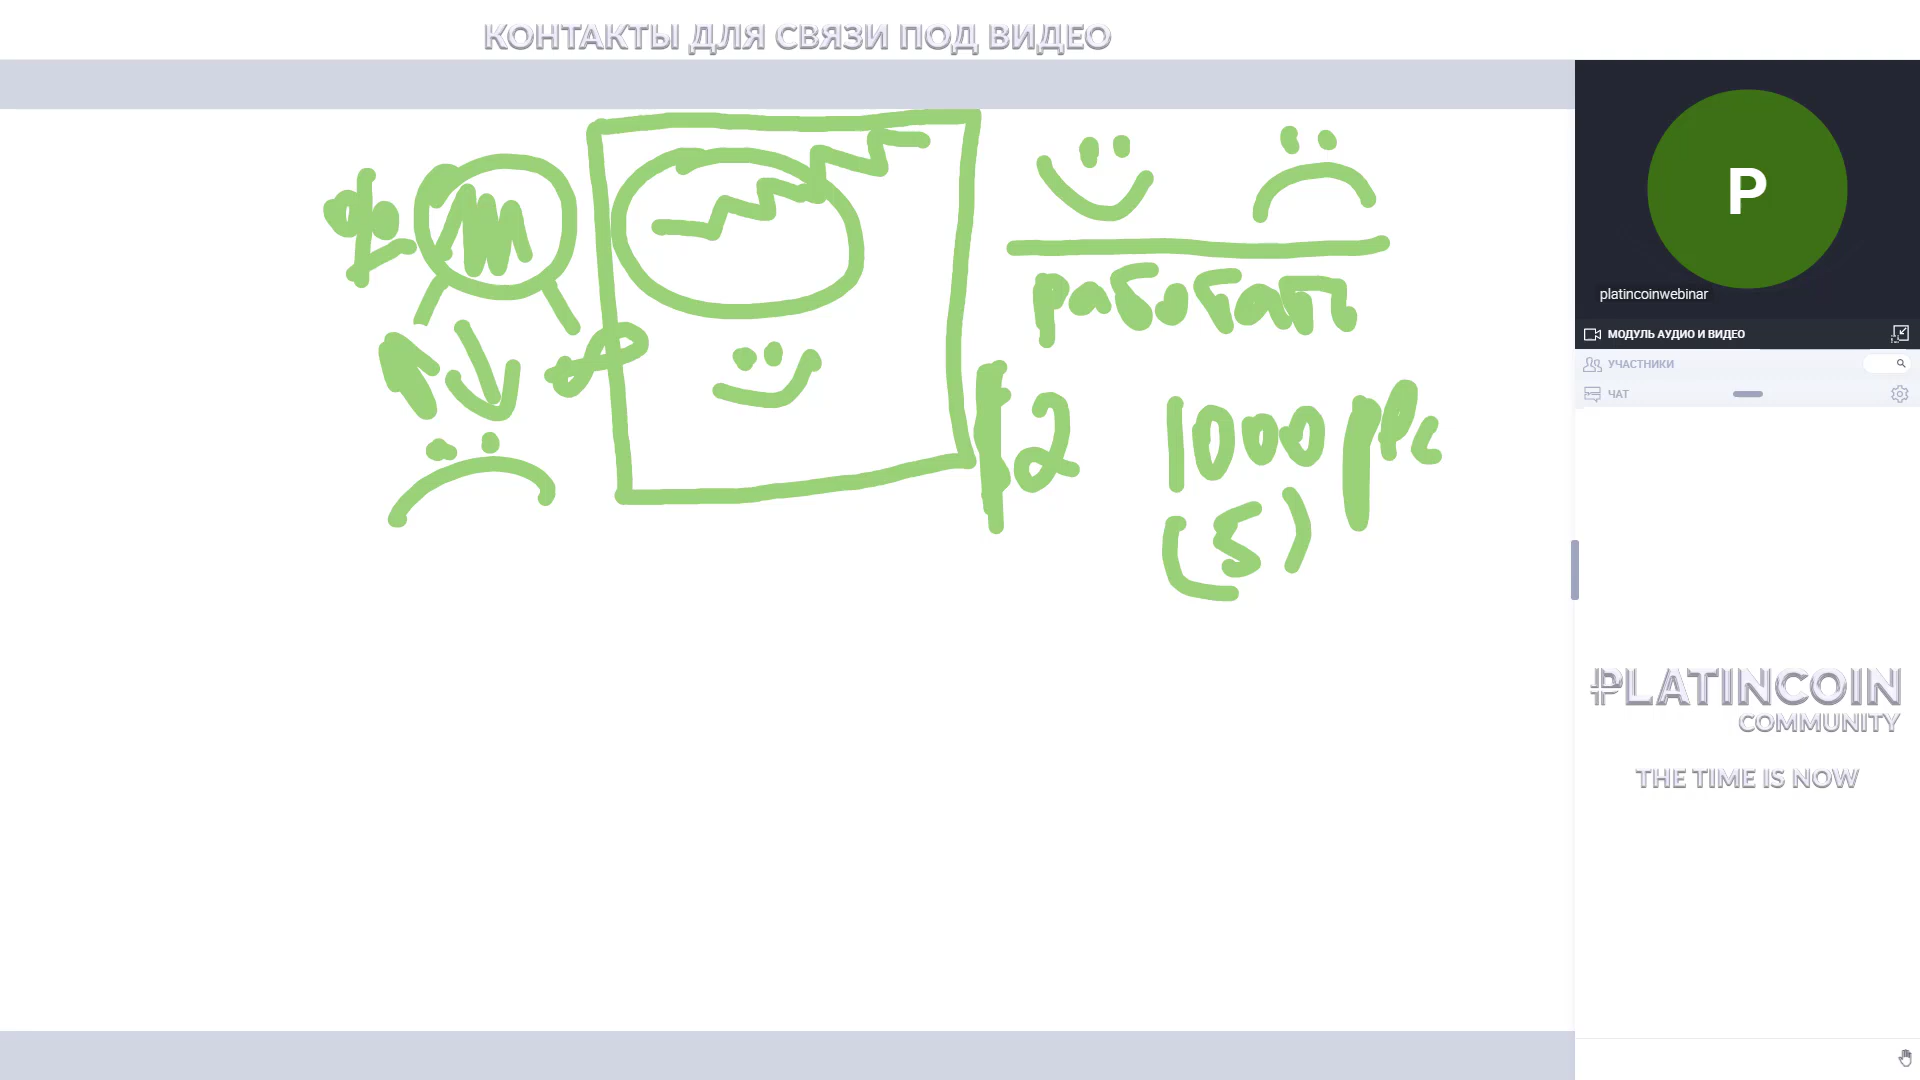 КОНТАКТЫ ДЛЯ СВЯЗИ ПОД ВИДЕО
P
platincoinwebinar
МОДУЛЬ АУДИО И ВИДЕО
УЧАСТНИКИ
ЧАТ
работать
2
1000
(5)
PLATINCOIN
COMMUNITY
THE TIME IS NOW